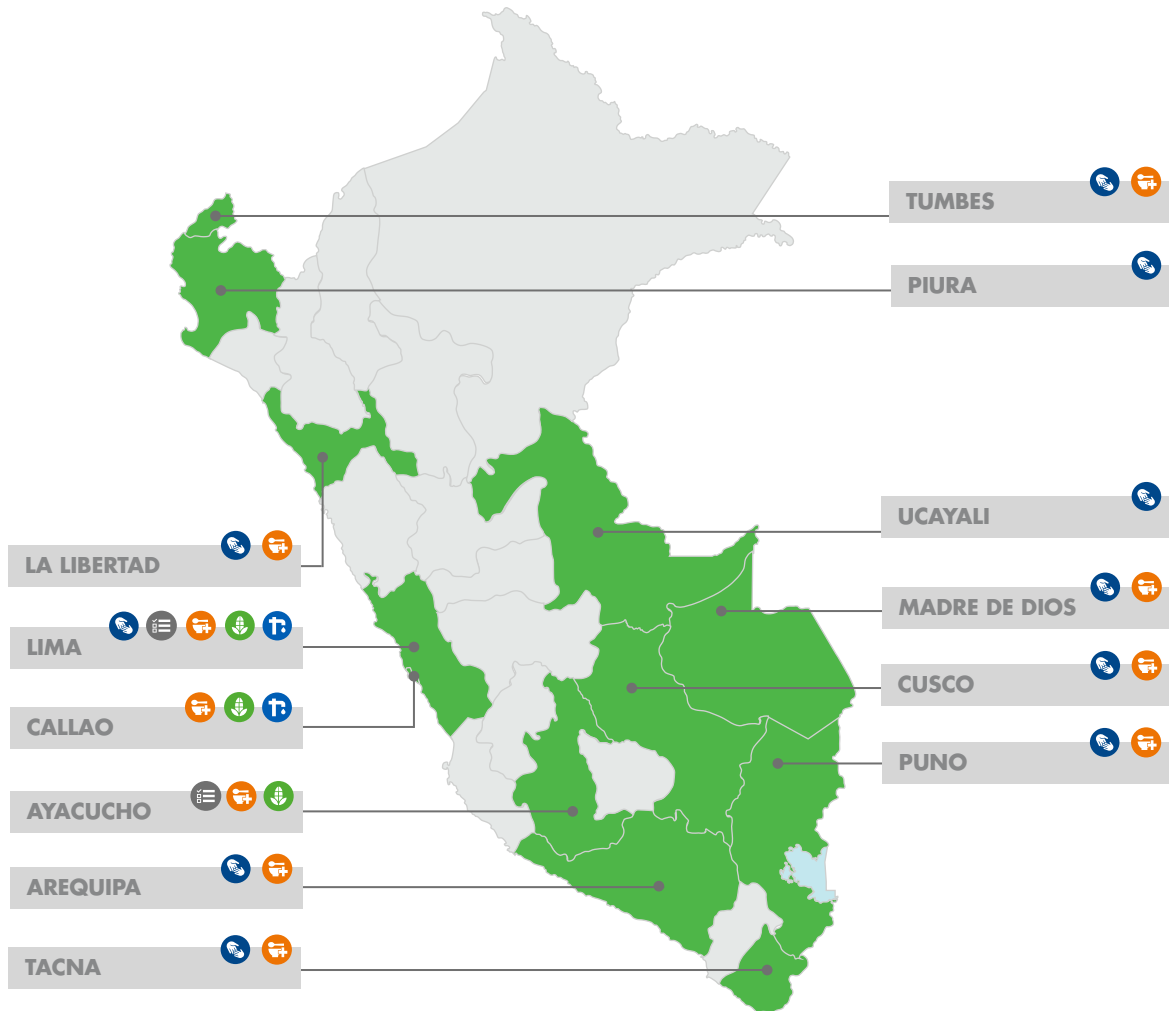 TUMBES
PIURA
UCAYALI
LA LIBERTAD
MADRE DE DIOS
LIMA
CUSCO
CALLAO
PUNO
AYACUCHO
AREQUIPA
TACNA